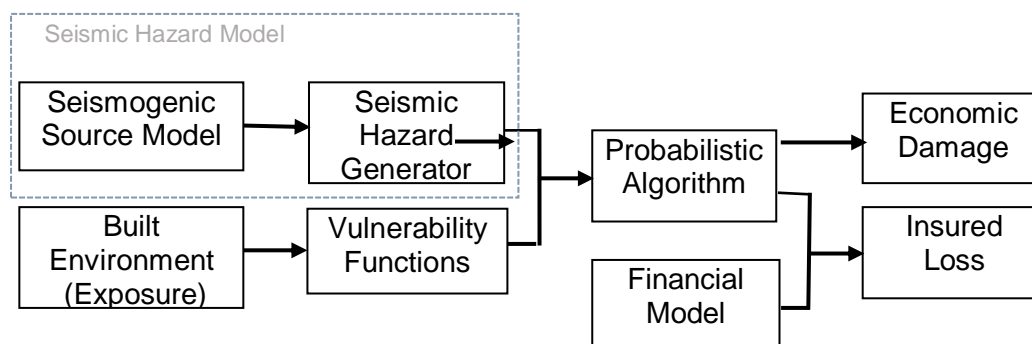 Seismic Hazard Model
Seismogenic
Source Model
Seismic
Hazard
Generator
Probabilistic
Algorithm
Economic
Damage
Built
Environment
(Exposure)
Vulnerability
Functions
Financial
Model
Insured
Loss